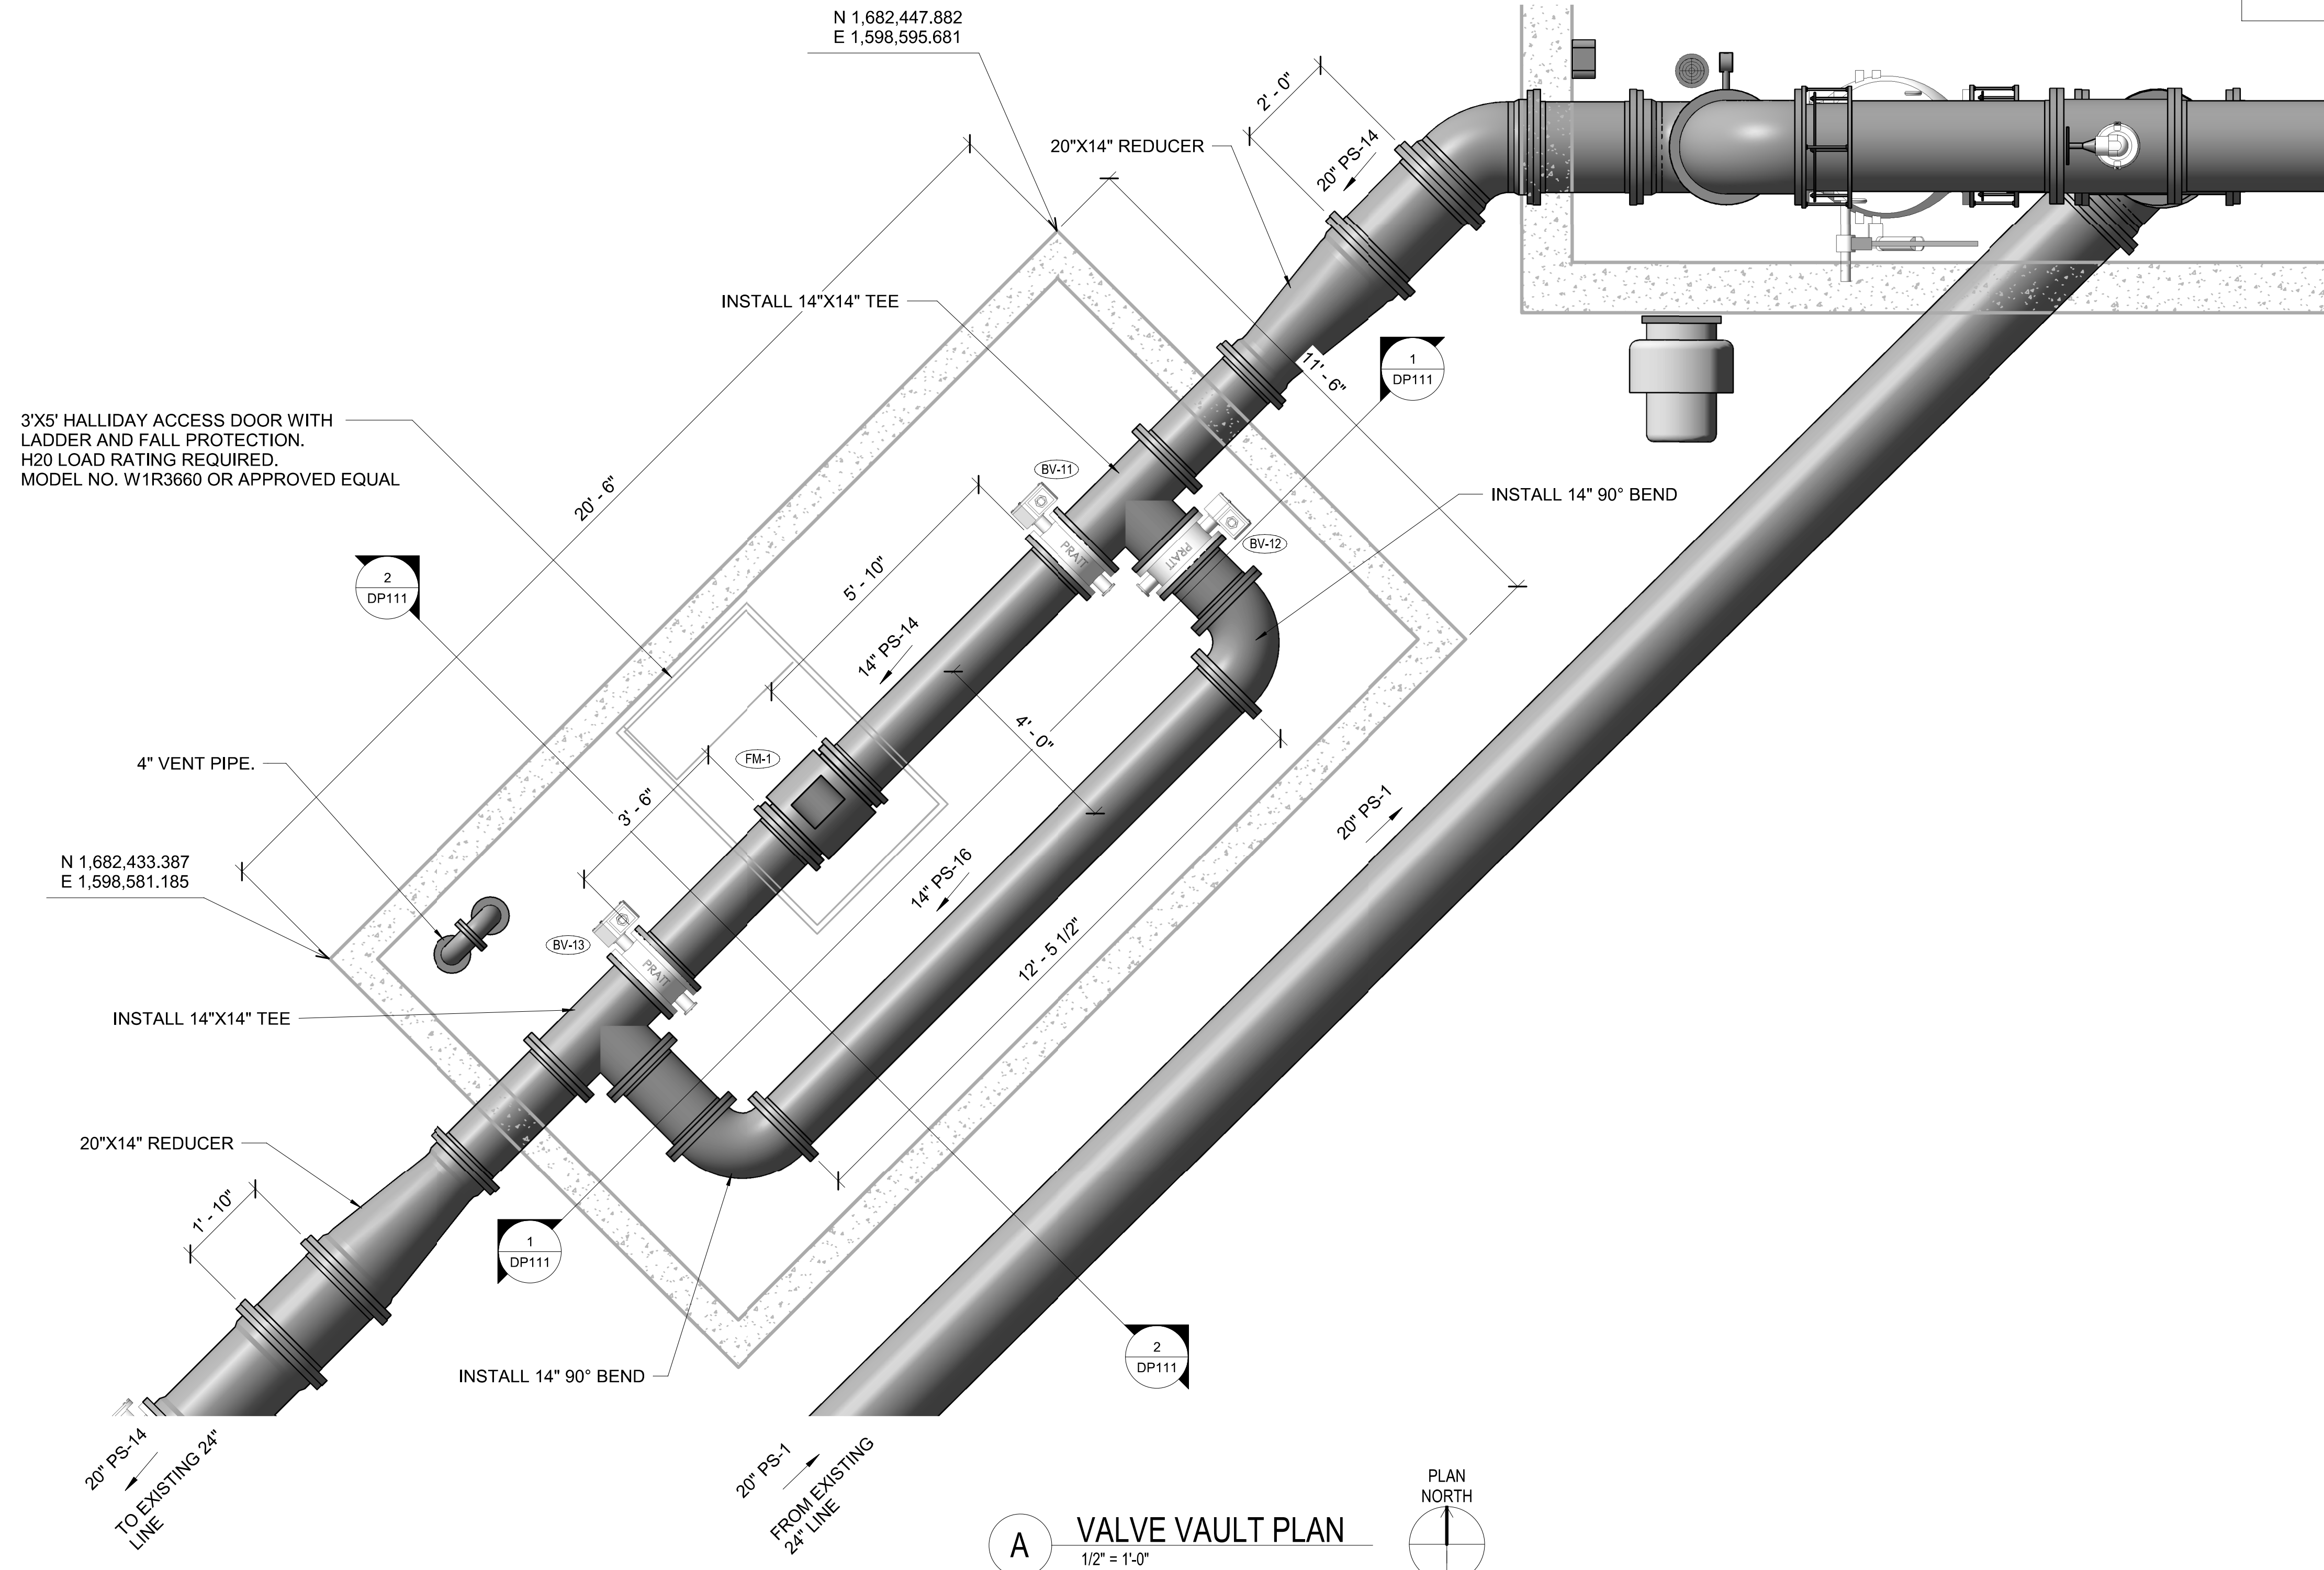 N 1,682,447.882
E 1,598,595.681
2' - 0"
20"X14" REDUCER
20" PS-14
INSTALL 14"X14" TEE
11' - 6"
1
DP111
3'X5' HALLIDAY ACCESS DOOR WITH
LADDER AND FALL PROTECTION.
H20 LOAD RATING REQUIRED.
MODEL NO. W1R3660 OR APPROVED EQUAL
20' - 6"
BV-11
INSTALL 14" 90° BEND
PRATT
PRATT
BV-12
2
DP111
5' - 10"
14" PS-14
4' - 0"
4" VENT PIPE.
FM-1
3' - 6"
20" PS-1
N 1,682,433.387
E 1,598,581.185
14" PS-16
BV-13
PRATT
12' - 5 1/2"
INSTALL 14"X14" TEE
20"X14" REDUCER
1' - 10"
1
DP111
INSTALL 14" 90° BEND
2
DP111
20" PS-14
TO EXISTING 24"
LINE
20" PS-1
FROM EXISTING
24" LINE
A
VALVE VAULT PLAN
1/2" = 1'-0"
PLAN
NORTH